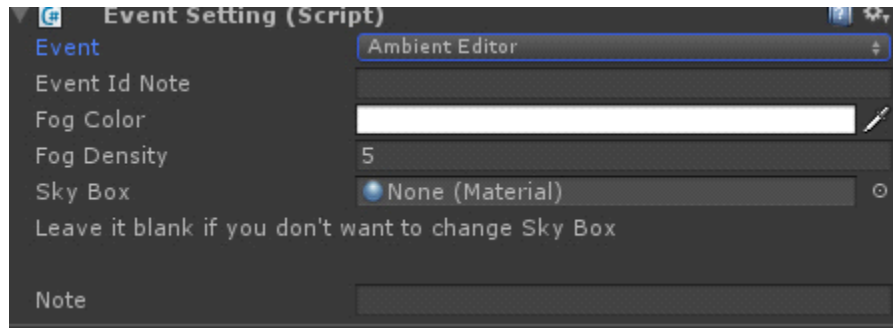 Event Setting (Script)
Event Ambient Editor
Event Id Note
Fog Color
Fog Density 5
Sky Box None (Material)
Leave it blank if you don't want to change Sky Box
Note